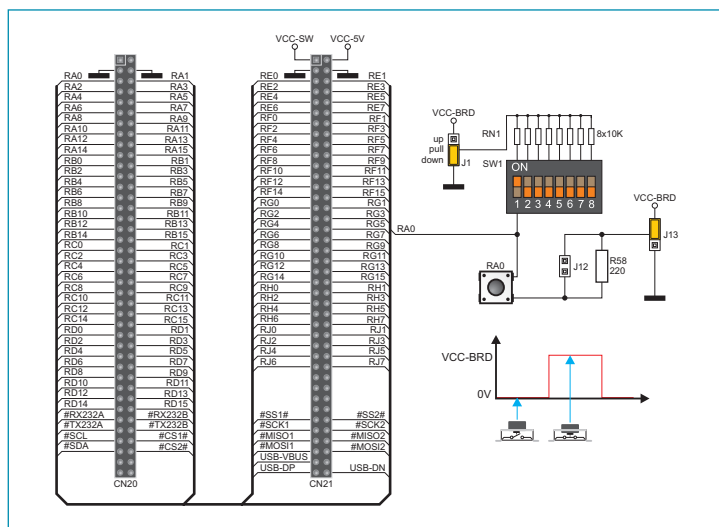 VCC-SW VCC-5V
RA0 RA1
RA2 RA3
RA4 RA5
RA6 RA7
RA8 RA9
RA10 RA11
RA12 RA13
RA14 RA15
RB0 RB1
RB2 RB3
RB4 RB5
RB6 RB7
RB8 RB9
RB10 RB11
RB12 RB13
RB14 RB15
RC0 RC1
RC2 RC3
RC4 RC5
RC6 RC7
RC8 RC9
RC10 RC11
RC12 RC13
RC14 RC15
RD0 RD1
RD2 RD3
RD4 RD5
RD6 RD7
RD8 RD9
RD10 RD11
RD12 RD13
RD14 RD15
#RX232A #RX232B
#TX232A #TX232B
#SCL #CS1#
#SDA #CS2#
CN20
RE0 RE1
RE2 RE3
RE4 RE5
RE6 RE7
RF0 RF1
RF2 RF3
RF4 RF5
RF6 RF7
RF8 RF9
RF10 RF11
RF12 RF13
RF14 RF15
RG0 RG1
RG2 RG3
RG4 RG5
RG6 RG7
RG8 RG9
RG10 RG11
RG12 RG13
RG14 RG15
RH0 RH1
RH2 RH3
RH4 RH5
RH6 RH7
RJ0 RJ1
RJ2 RJ3
RJ4 RJ5
RJ6 RJ7
#SS1# #SS2#
#SCK1 #SCK2
#MISO1 #MISO2
#MOSI1 #MOSI2
USB-VBUS
USB-DP USB-DN
CN21
VCC-BRD
up
pull
down
J1
RN1 8x10K
SW1
ON
1 2 3 4 5 6 7 8
RA0
VCC-BRD
J13
RA0
J12
R58
220
VCC-BRD
0V